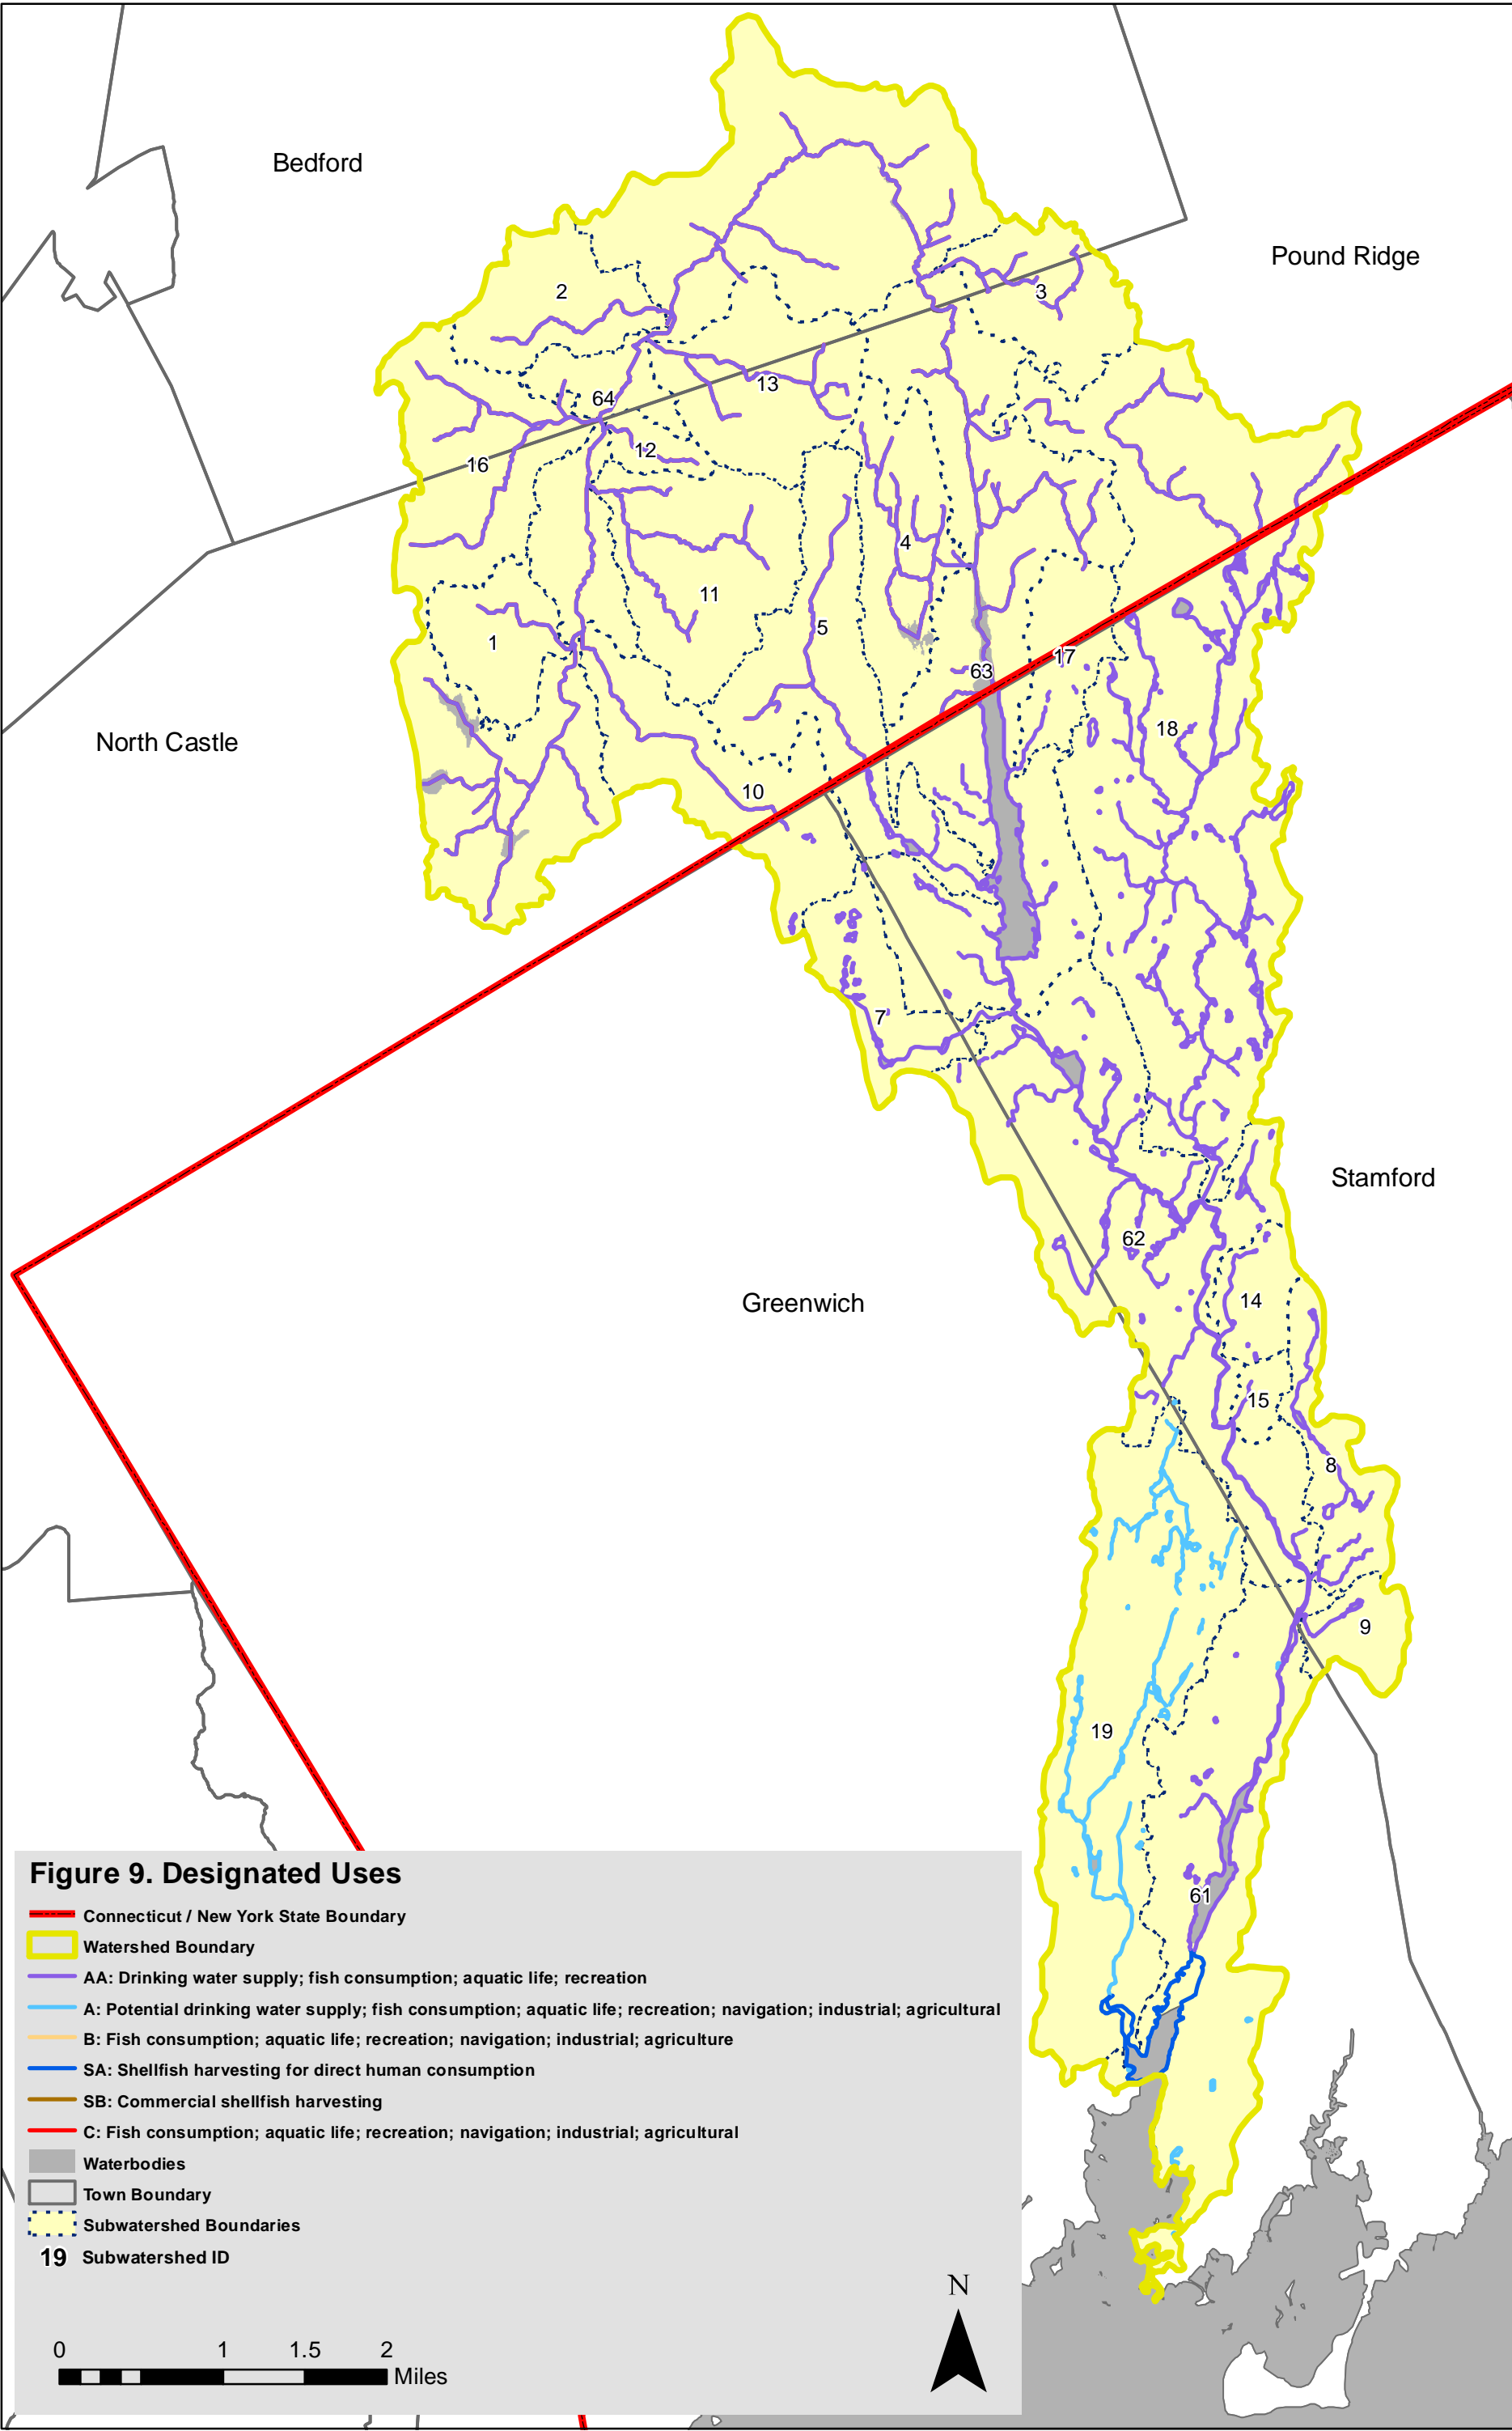 Bedford
Pound Ridge
2
3
13
64
12
16
4
11
5
1
17
63
18
North Castle
10
7
Stamford
62
14
Greenwich
15
8
9
19
61
Figure 9. Designated Uses
Connecticut / New York State Boundary
Watershed Boundary
AA: Drinking water supply; fish consumption; aquatic life; recreation
A: Potential drinking water supply; fish consumption; aquatic life; recreation; navigation; industrial; agricultural
B: Fish consumption; aquatic life; recreation; navigation; industrial; agriculture
SA: Shellfish harvesting for direct human consumption
SB: Commercial shellfish harvesting
C: Fish consumption; aquatic life; recreation; navigation; industrial; agricultural
Waterbodies
Town Boundary
Subwatershed Boundaries
19 Subwatershed ID
N
0 1 1.5 2
Miles